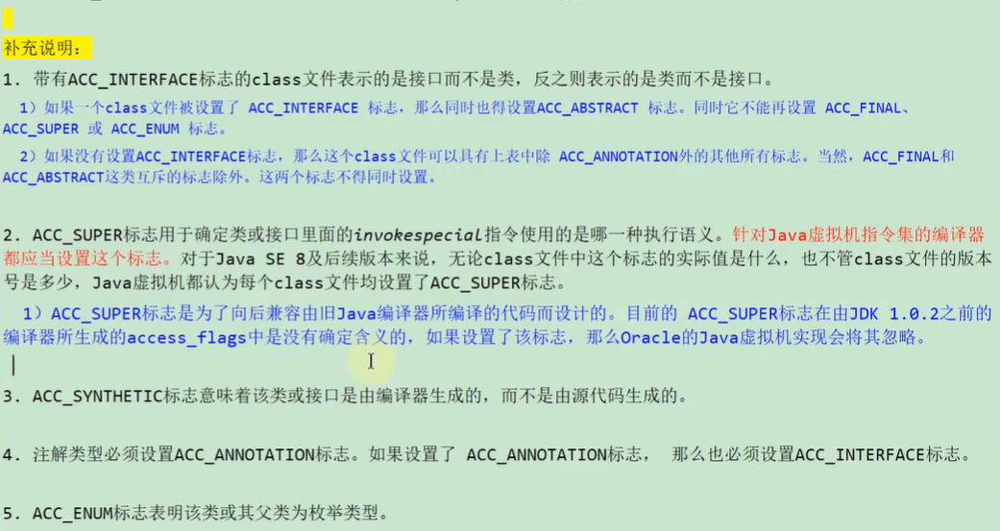 补充说明：
1. 带有ACC_INTERFACE标志的class文件表示的是接口而不是类，反之则表示的是类而不是接口。
1）如果一个class文件被设置了 ACC_INTERFACE 标志，那么同时也得设置ACC_ABSTRACT 标志。同时它不能再设置 ACC_FINAL、
ACC_SUPER 或 ACC_ENUM 标志。
2）如果没有设置ACC_INTERFACE标志，那么这个class文件可以具有上表中除 ACC_ANNOTATION外的其他所有标志。当然，ACC_FINAL和
ACC_ABSTRACT这类互斥的标志除外。这两个标志不得同时设置。
2. ACC_SUPER标志用于确定类或接口里面的invokespecial指令使用的是哪一种执行语义。针对Java虚拟机指令集的编译器
都应当设置这个标志。对于Java SE 8及后续版本来说，无论class文件中这个标志的实际值是什么，也不管class文件的版本
号是多少，Java虚拟机都认为每个class文件均设置了ACC_SUPER标志。
1）ACC_SUPER标志是为了向后兼容由旧Java编译器所编译的代码而设计的。目前的 ACC_SUPER标志在由JDK 1.0.2之前的
编译器所生成的access_flags中是没有确定含义的，如果设置了该标志，那么Oracle的Java虚拟机实现会将其忽略。
3. ACC_SYNTHETIC标志意味着该类或接口是由编译器生成的，而不是由源代码生成的。
4. 注解类型必须设置ACC_ANNOTATION标志。如果设置了 ACC_ANNOTATION标志， 那么也必须设置ACC_INTERFACE标志。
5. ACC_ENUM标志表明该类或其父类为枚举类型。